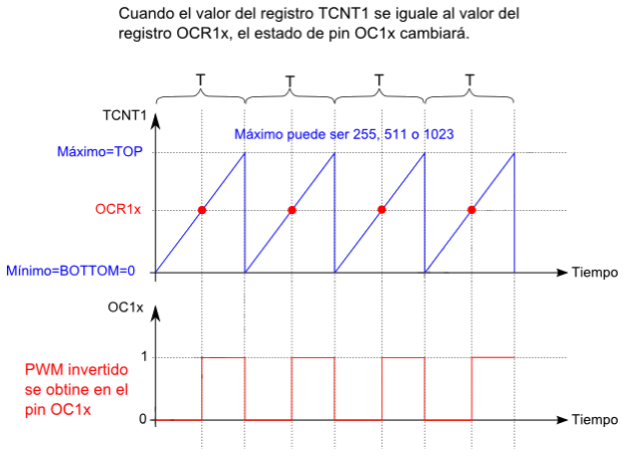 Cuando el valor del registro TCNT1 se iguale al valor del
registro OCR1x, el estado de pin OC1x cambiará.
T T T T
TCNT1
Máximo puede ser 255, 511 o 1023
Máximo=TOP
OCR1x
Mínimo=BOTTOM=0
Tiempo
OC1x
1
PWM invertido
se obtine en el
pin OC1x
0
Tiempo